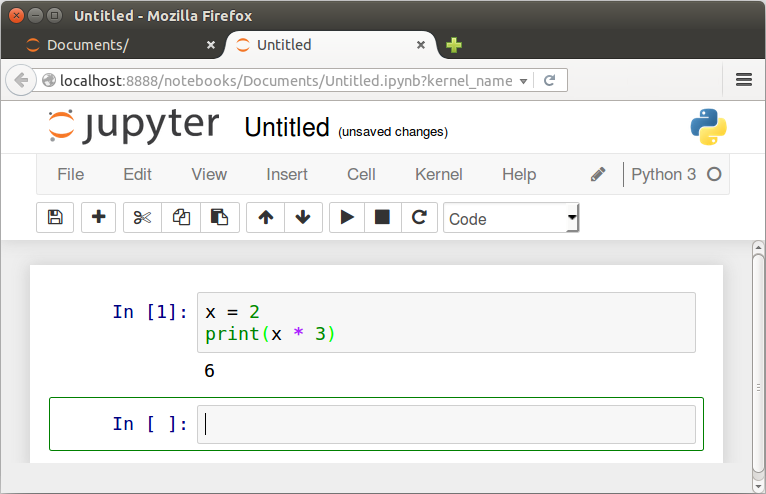 Untitled - Mozilla Firefox
Documents/ Untitled
localhost:8888/notebooks/Documents/Untitled.ipynb?kernel_name
jupyter Untitled (unsaved changes)
File Edit View Insert Cell Kernel Help Python 3
Code
In [1]: x = 2
print(x * 3)
6
In [ ]: